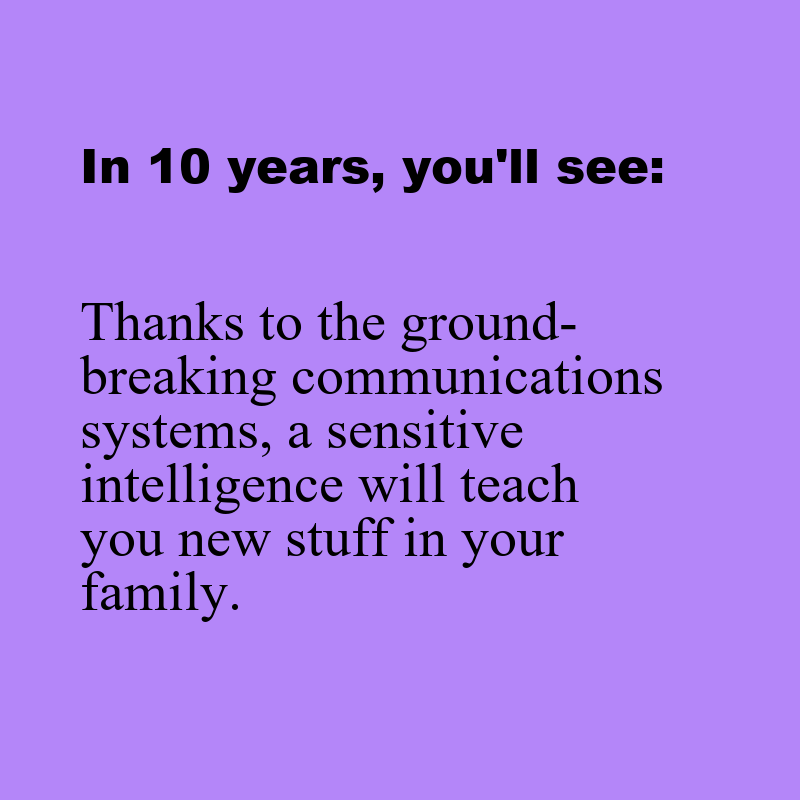 In 10 years, you'll see:
Thanks to the ground-
breaking communications
systems, a sensitive
intelligence will teach
you new stuff in your
family.